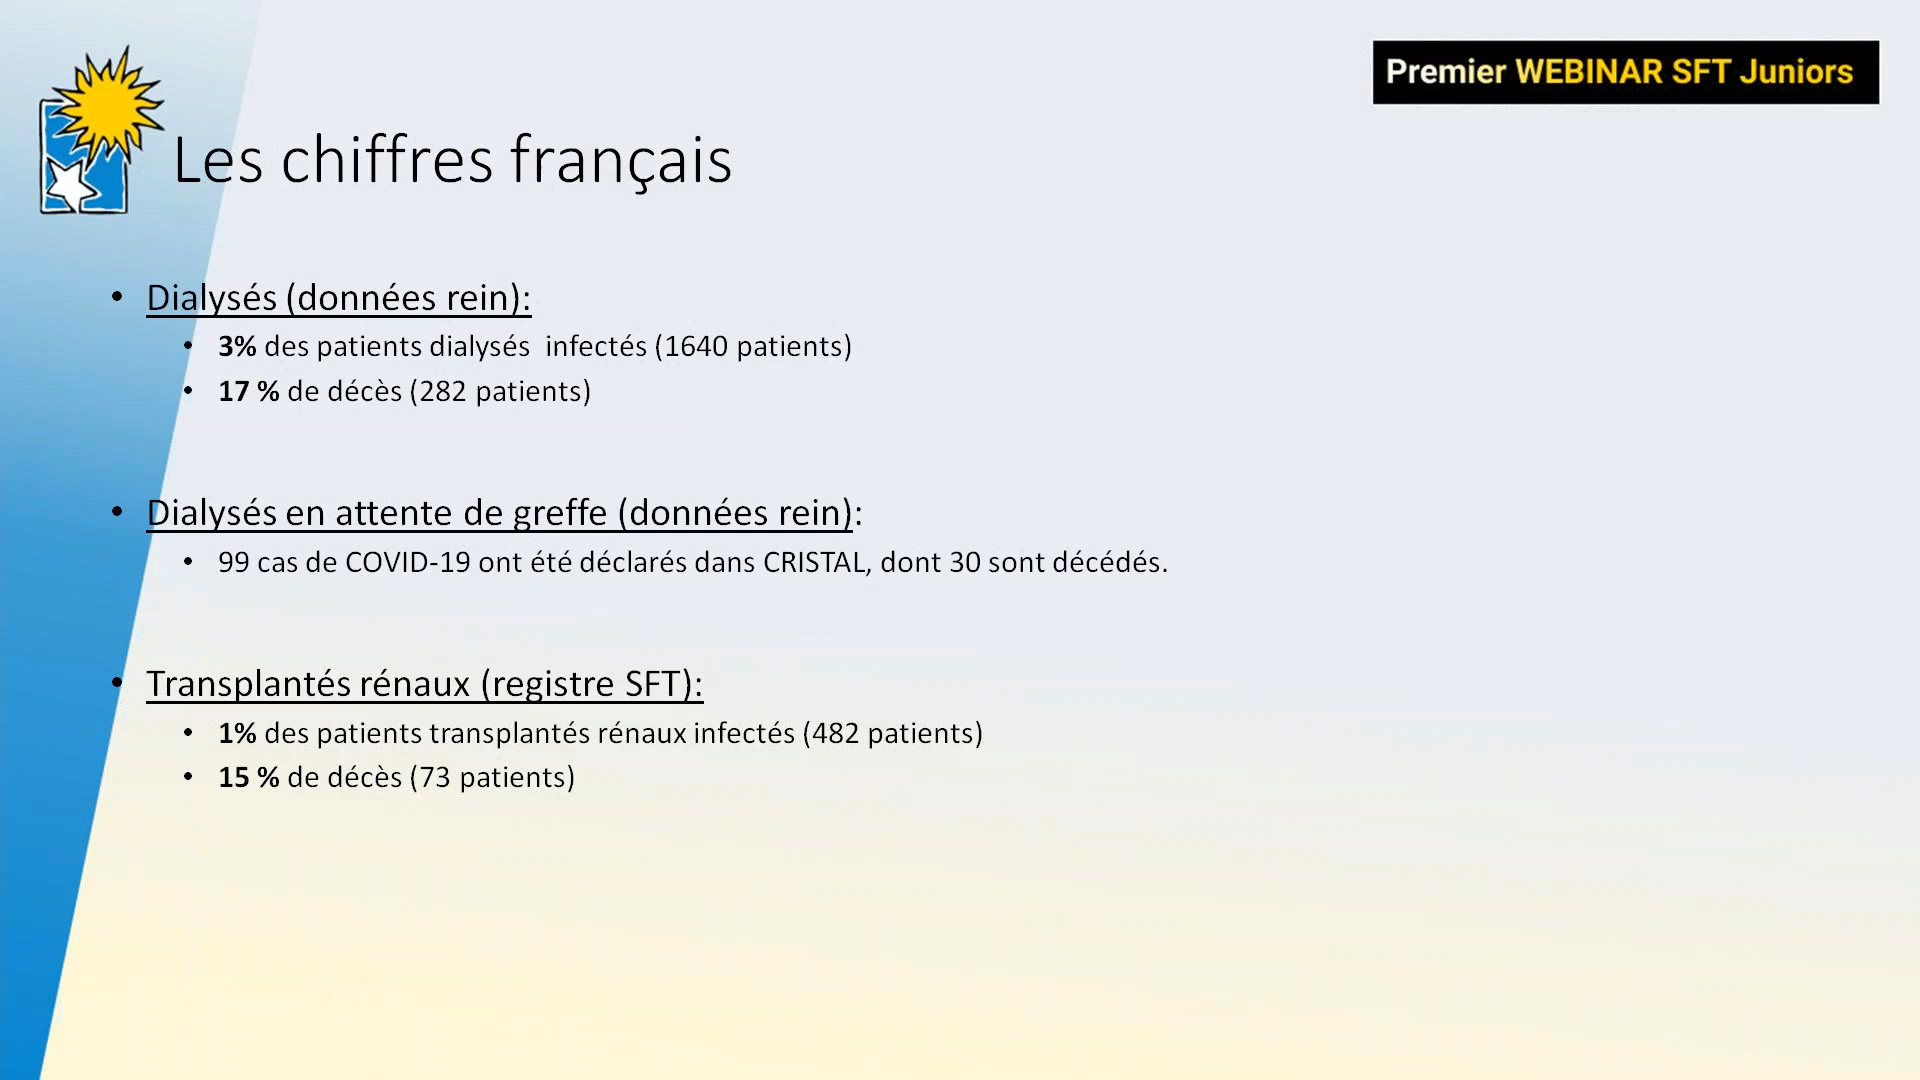 Premier WEBINAR SFT Juniors
Les chiffres français
• Dialysés (données rein):
• 3% des patients dialysés  infectés (1640 patients)
• 17 % de décès (282 patients)
• Dialysés en attente de greffe (données rein):
• 99 cas de COVID-19 ont été déclarés dans CRISTAL, dont 30 sont décédés.
• Transplantés rénaux (registre SFT):
• 1% des patients transplantés rénaux infectés (482 patients)
• 15 % de décès (73 patients)